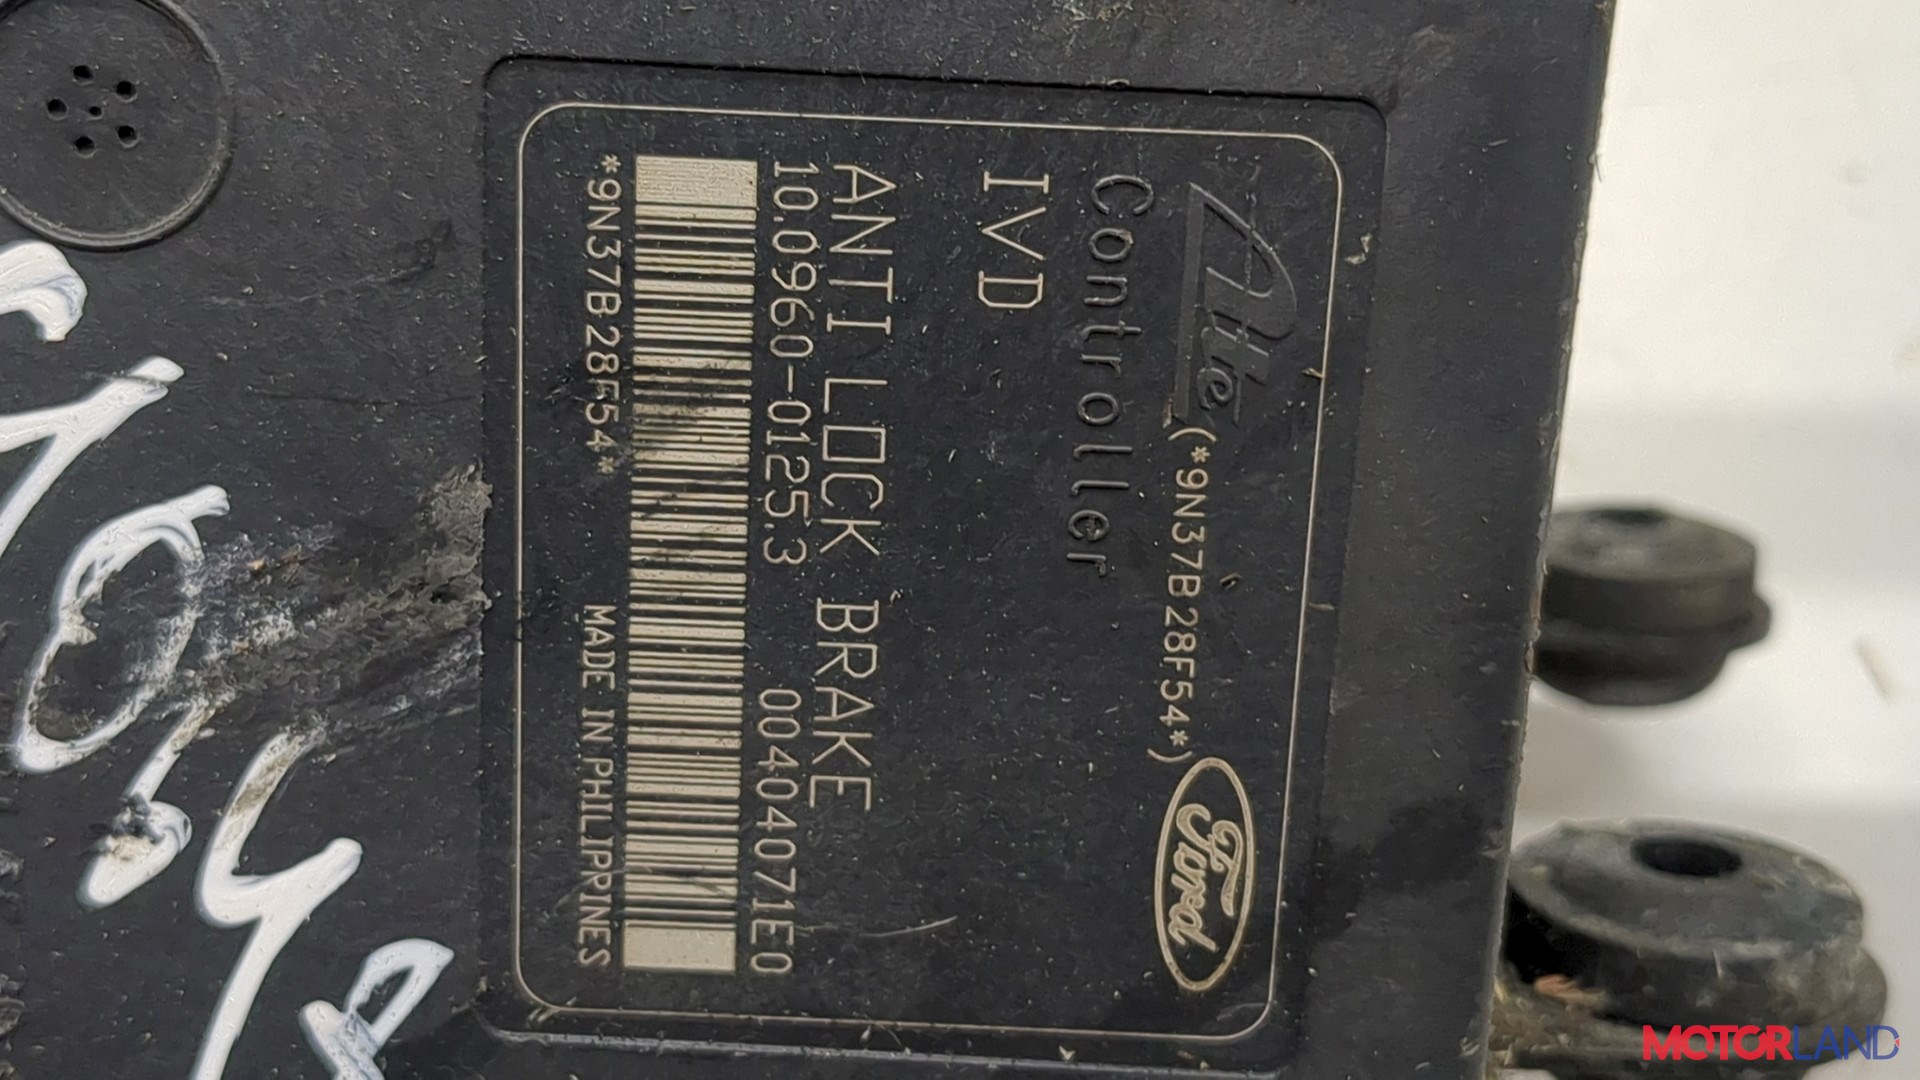 Ate (*9N37B28F54*) Ford
Controller
IVD
ANTI LOCK BRAKE
10.0960-0125.3 00404071E0
*9N37B28F54* MADE IN PHILIPPINES
MOTORLAND